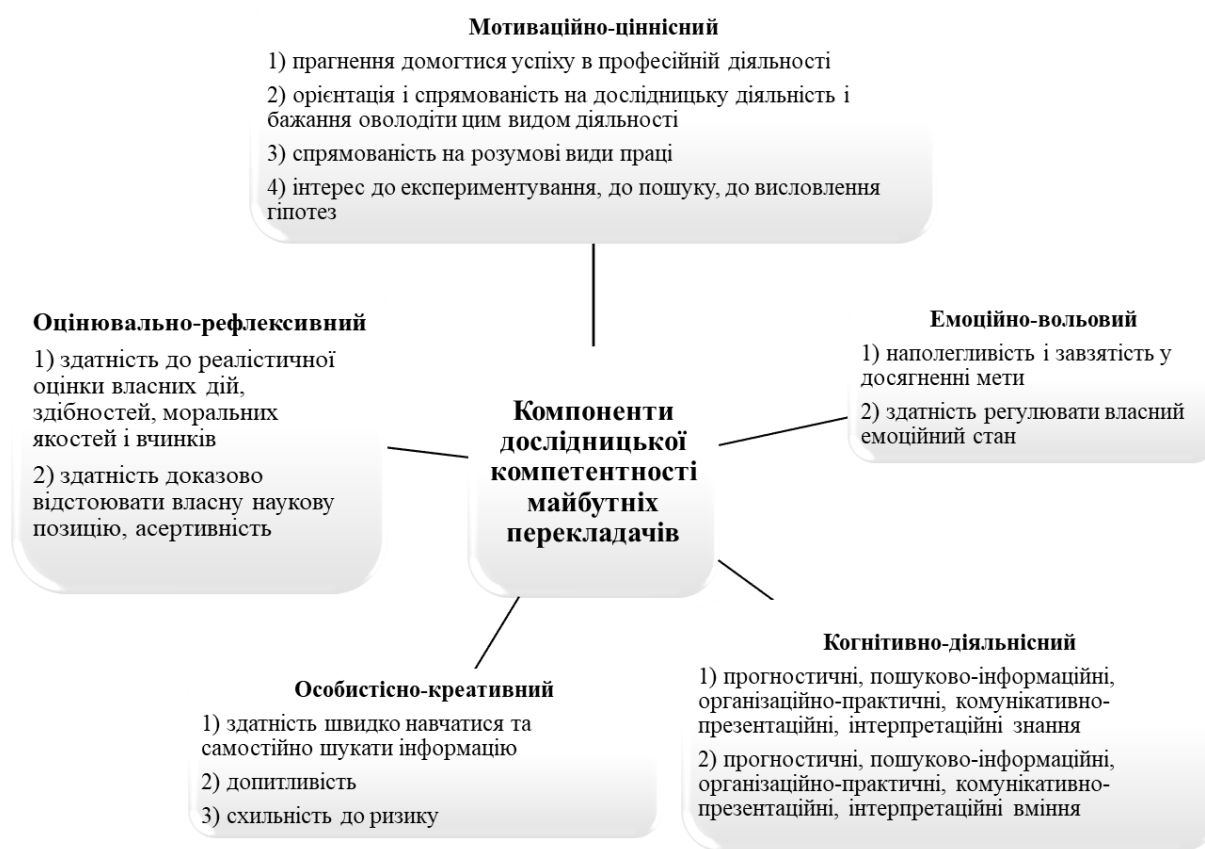 Мотиваційно-ціннісний
1) прагнення домогтися успіху в професійній діяльності
2) орієнтація і спрямованість на дослідницьку діяльність і
бажання оволодіти цим видом діяльності
3) спрямованість на розумові види праці
4) інтерес до експериментування, до пошуку, до висловлення
гіпотез
Оцінювально-рефлексивний
1) здатність до реалістичної
оцінки власних дій,
здібностей, моральних
якостей і вчинків
2) здатність доказово
відстоювати власну наукову
позицію, асертивність
Емоційно-вольовий
1) наполегливість і завзятість у
досягненні мети
2) здатність регулювати власний
емоційний стан
Компоненти
дослідницької
компетентності
майбутніх
перекладачів
Особистісно-креативний
1) здатність швидко навчатися та
самостійно шукати інформацію
2) допитливість
3) схильність до ризику
Когнітивно-діяльнісний
1) прогностичні, пошуково-інформаційні,
організаційно-практичні, комунікативно-
презентаційні, інтерпретаційні знання
2) прогностичні, пошуково-інформаційні,
організаційно-практичні, комунікативно-
презентаційні, інтерпретаційні вміння